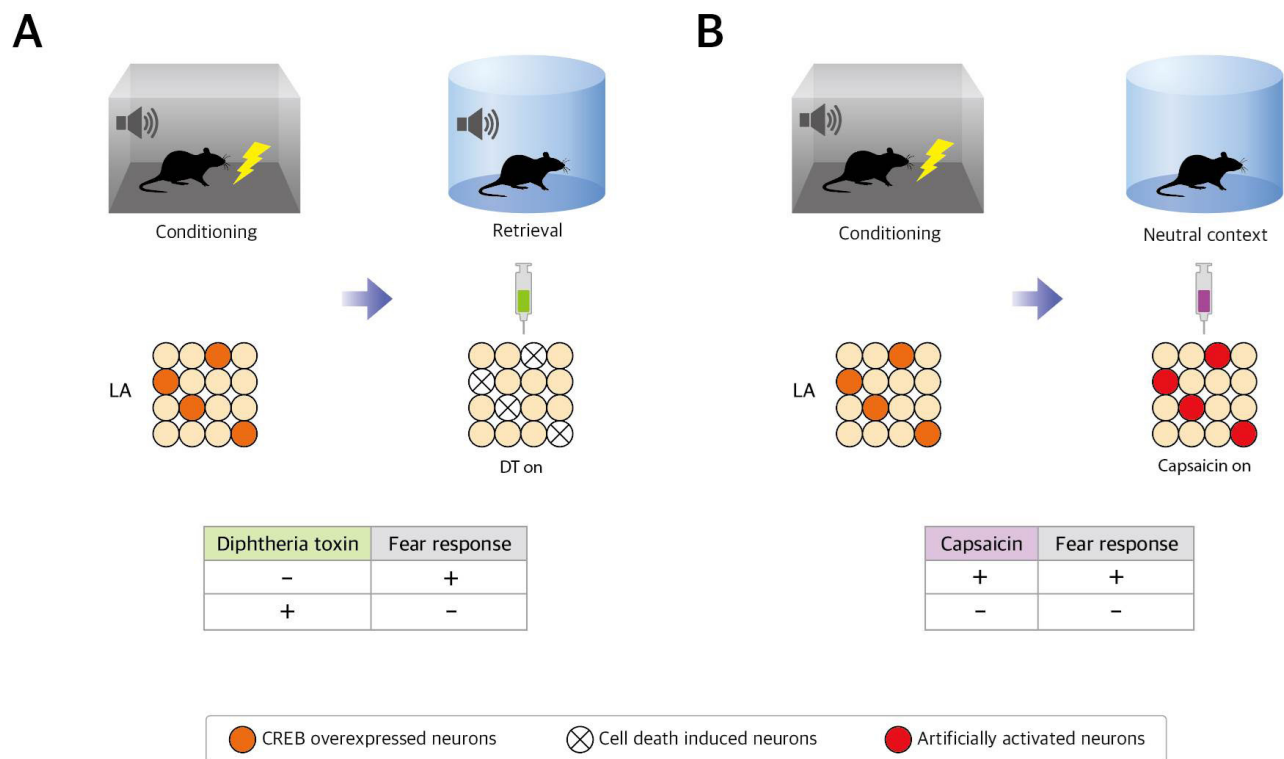 A
Conditioning
Retrieval
LA
DT on
Diphtheria toxin Fear response
– +
+ –
B
Conditioning
Neutral context
LA
Capsaicin on
Capsaicin Fear response
+ +
– –
CREB overexpressed neurons
Cell death induced neurons
Artificially activated neurons